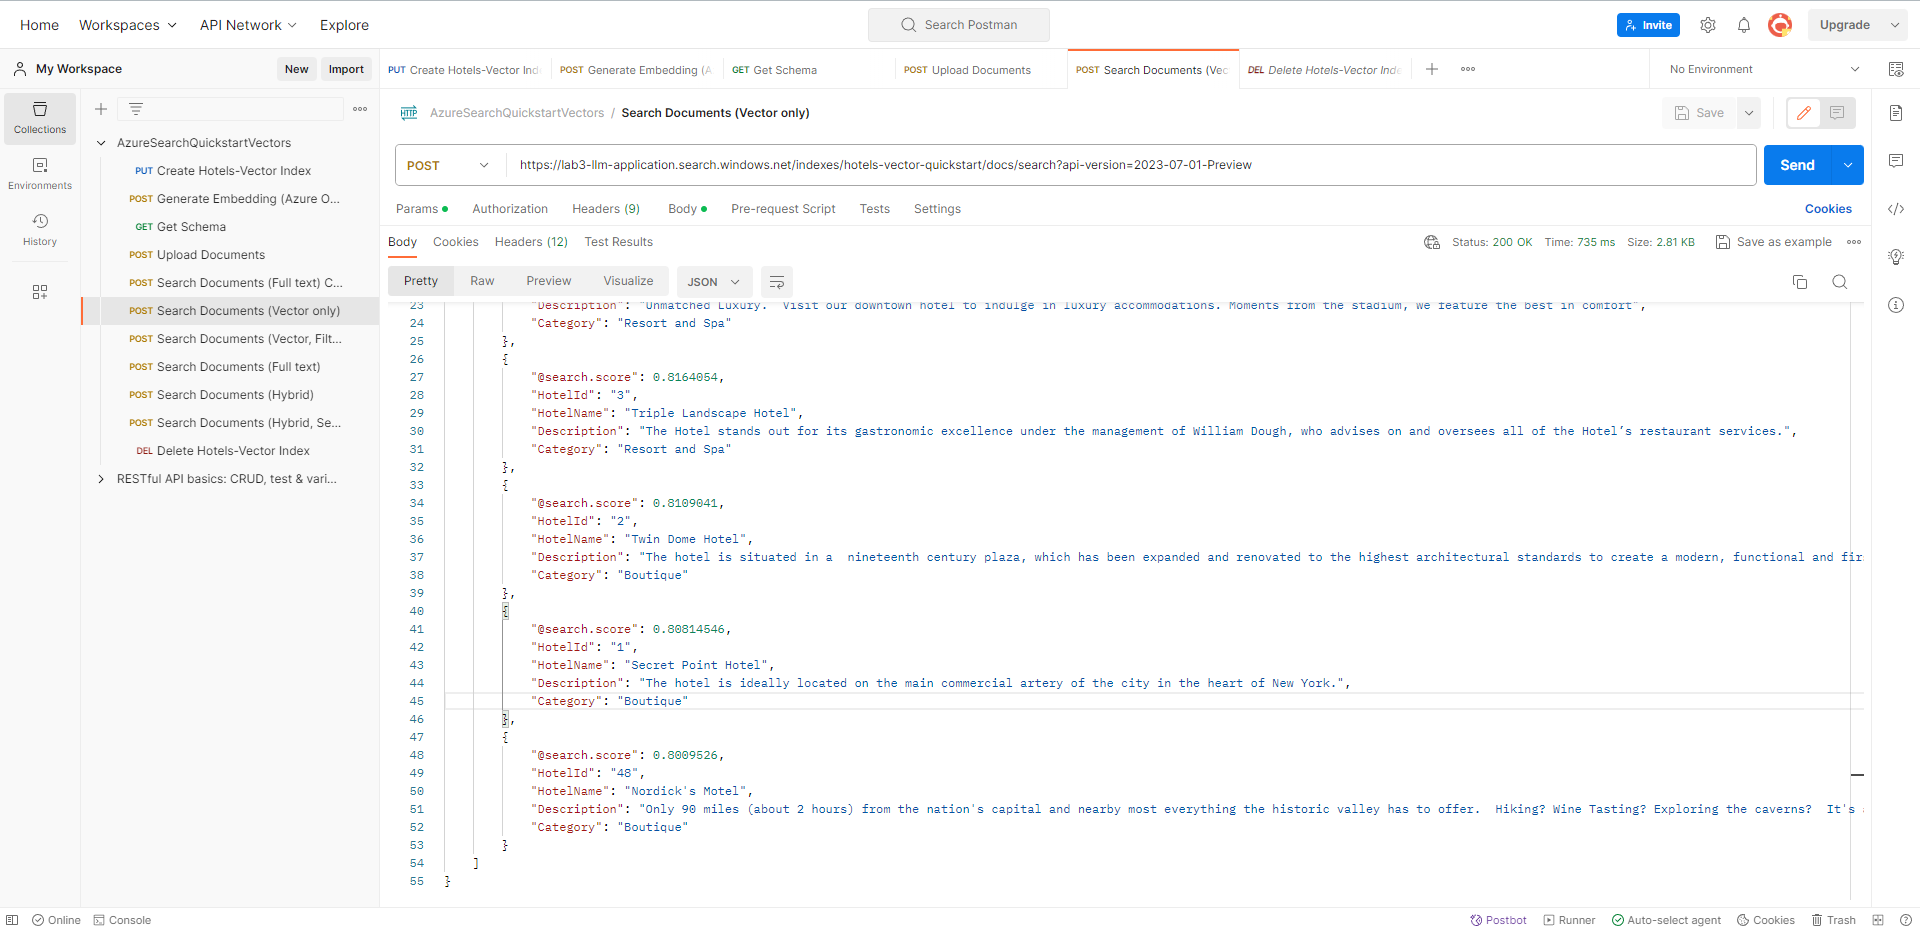 Home Workspaces API Network Explore Search Postman Invite Upgrade
My Workspace New Import PUT Create Hotels-Vector Ind POST Generate Embedding (A GET Get Schema POST Upload Documents POST Search Documents (Vec DEL Delete Hotels-Vector Inde No Environment
Collections
Environments
History
AzureSearchQuickstartVectors
PUT Create Hotels-Vector Index
POST Generate Embedding (Azure O...
GET Get Schema
POST Upload Documents
POST Search Documents (Full text) C...
POST Search Documents (Vector only)
POST Search Documents (Vector, Filt...
POST Search Documents (Full text)
POST Search Documents (Hybrid)
POST Search Documents (Hybrid, Se...
DEL Delete Hotels-Vector Index
RESTful API basics: CRUD, test & vari...
HTTP AzureSearchQuickstartVectors / Search Documents (Vector only) Save
POST https://lab3-llm-application.search.windows.net/indexes/hotels-vector-quickstart/docs/search?api-version=2023-07-01-Preview Send
Params Authorization Headers (9) Body Pre-request Script Tests Settings Cookies
Body Cookies Headers (12) Test Results Status: 200 OK Time: 735 ms Size: 2.81 KB Save as example
Pretty Raw Preview Visualize JSON
23 "Description": "Unmatched Luxury.  Visit our downtown hotel to indulge in luxury accommodations. Moments from the stadium, we feature the best in comfort",
24 "Category": "Resort and Spa"
25 },
26 {
27 "@search.score": 0.8164054,
28 "HotelId": "3",
29 "HotelName": "Triple Landscape Hotel",
30 "Description": "The Hotel stands out for its gastronomic excellence under the management of William Dough, who advises on and oversees all of the Hotel’s restaurant services.",
31 "Category": "Resort and Spa"
32 },
33 {
34 "@search.score": 0.8109041,
35 "HotelId": "2",
36 "HotelName": "Twin Dome Hotel",
37 "Description": "The hotel is situated in a  nineteenth century plaza, which has been expanded and renovated to the highest architectural standards to create a modern, functional and fir
38 "Category": "Boutique"
39 },
40 {
41 "@search.score": 0.80814546,
42 "HotelId": "1",
43 "HotelName": "Secret Point Hotel",
44 "Description": "The hotel is ideally located on the main commercial artery of the city in the heart of New York.",
45 "Category": "Boutique"
46 },
47 {
48 "@search.score": 0.8009526,
49 "HotelId": "48",
50 "HotelName": "Nordick's Motel",
51 "Description": "Only 90 miles (about 2 hours) from the nation's capital and nearby most everything the historic valley has to offer.  Hiking? Wine Tasting? Exploring the caverns?  It's
52 "Category": "Boutique"
53 }
54 ]
55 }
Online Console Postbot Runner Auto-select agent Cookies Trash